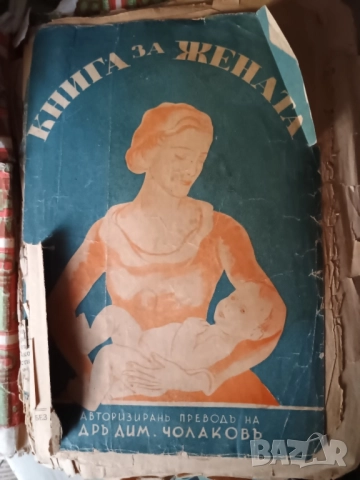 КНИГА ЗА ЖЕНАТА
АВТОРИЗИРАНЪ ПРЕВОДЪ НА
ДРЪ ДИМ. ЧОЛАКОВЪ
bazar